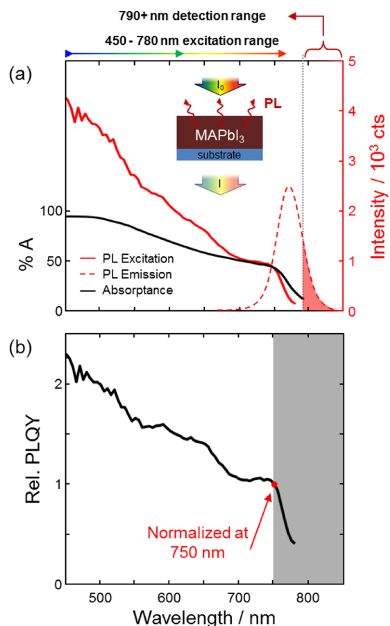 790+ nm detection range
450 - 780 nm excitation range
(a)
I₀
PL
MAPbI₃
substrate
I
100
50
0
% A
5
4
3
2
1
0
Intensity / 10³ cts
PL Excitation
PL Emission
Absorptance
(b)
2
1
0
Rel. PLQY
Normalized at
750 nm
500 600 700 800
Wavelength / nm